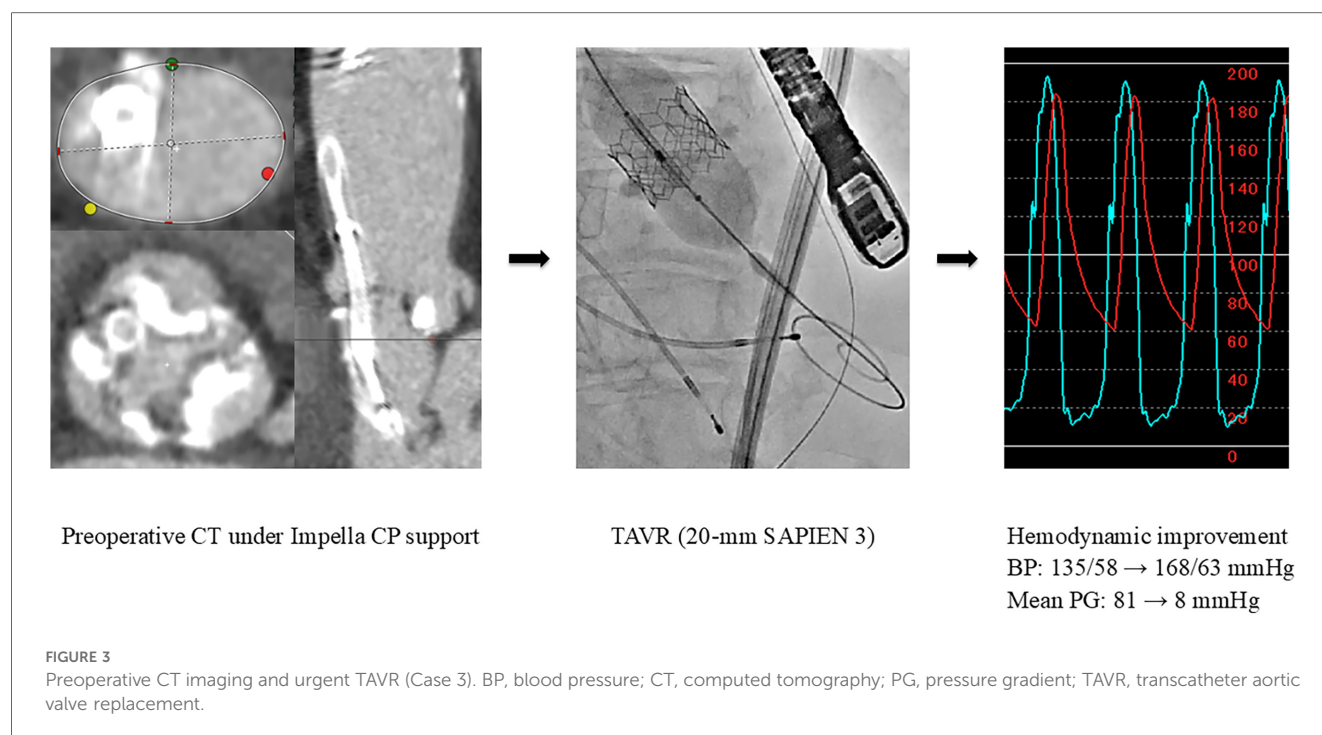 200
180
160
140
120
100
80
60
40
20
0
Preoperative CT under Impella CP support
TAVR (20-mm SAPIEN 3)
Hemodynamic improvement
BP: 135/58 → 168/63 mmHg
Mean PG: 81 → 8 mmHg
FIGURE 3
Preoperative CT imaging and urgent TAVR (Case 3). BP, blood pressure; CT, computed tomography; PG, pressure gradient; TAVR, transcatheter aortic
valve replacement.